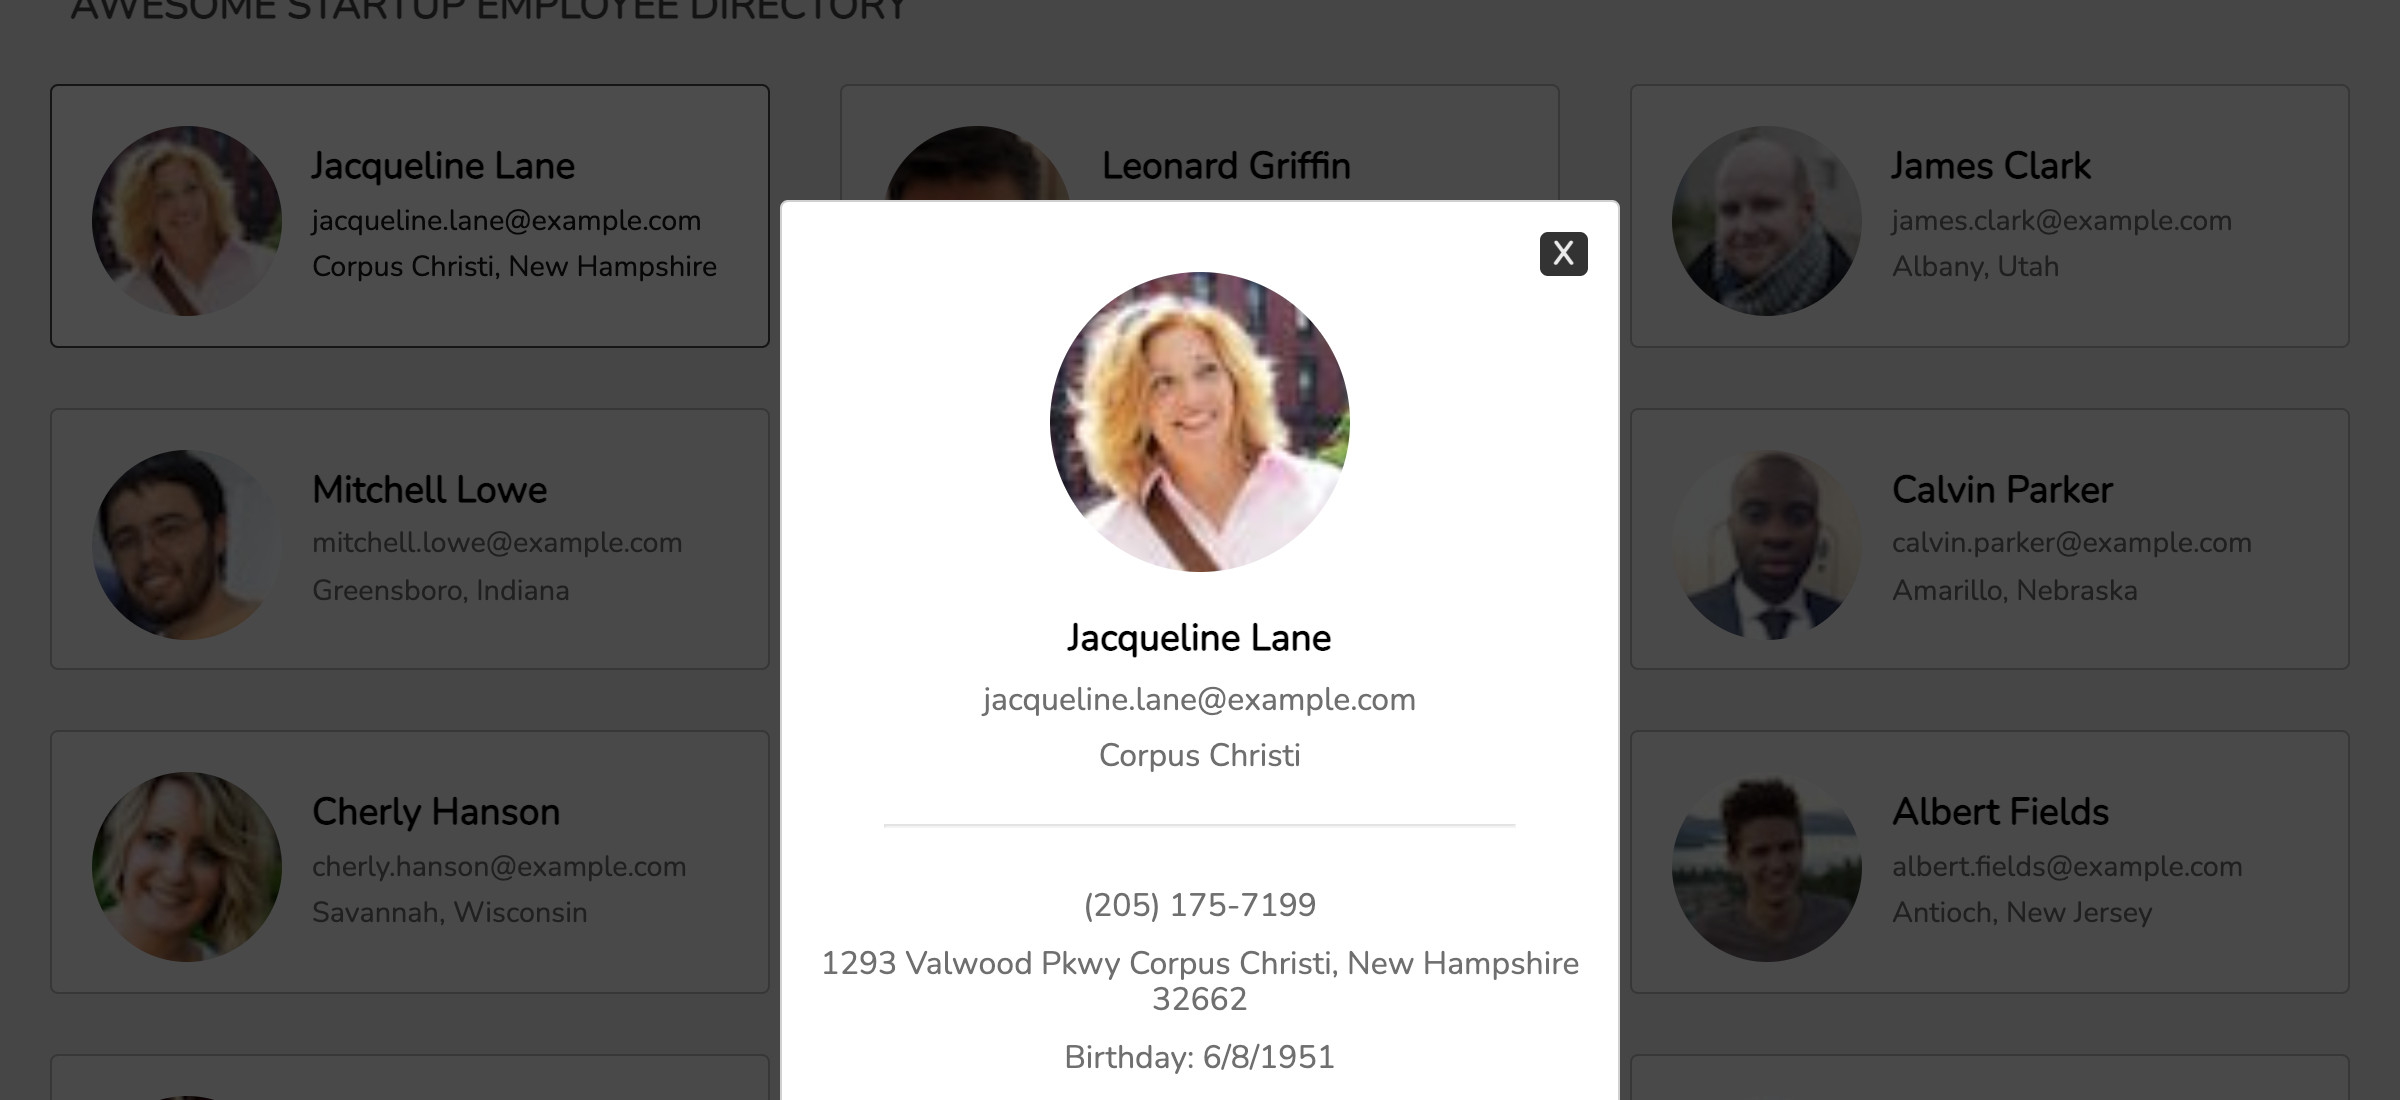 AWESOME STARTUP EMPLOYEE DIRECTORY
Jacqueline Lane
jacqueline.lane@example.com
Corpus Christi, New Hampshire
Leonard Griffin
James Clark
james.clark@example.com
Albany, Utah
Mitchell Lowe
mitchell.lowe@example.com
Greensboro, Indiana
Calvin Parker
calvin.parker@example.com
Amarillo, Nebraska
Cherly Hanson
cherly.hanson@example.com
Savannah, Wisconsin
Albert Fields
albert.fields@example.com
Antioch, New Jersey
X
Jacqueline Lane
jacqueline.lane@example.com
Corpus Christi
(205) 175-7199
1293 Valwood Pkwy Corpus Christi, New Hampshire
32662
Birthday: 6/8/1951